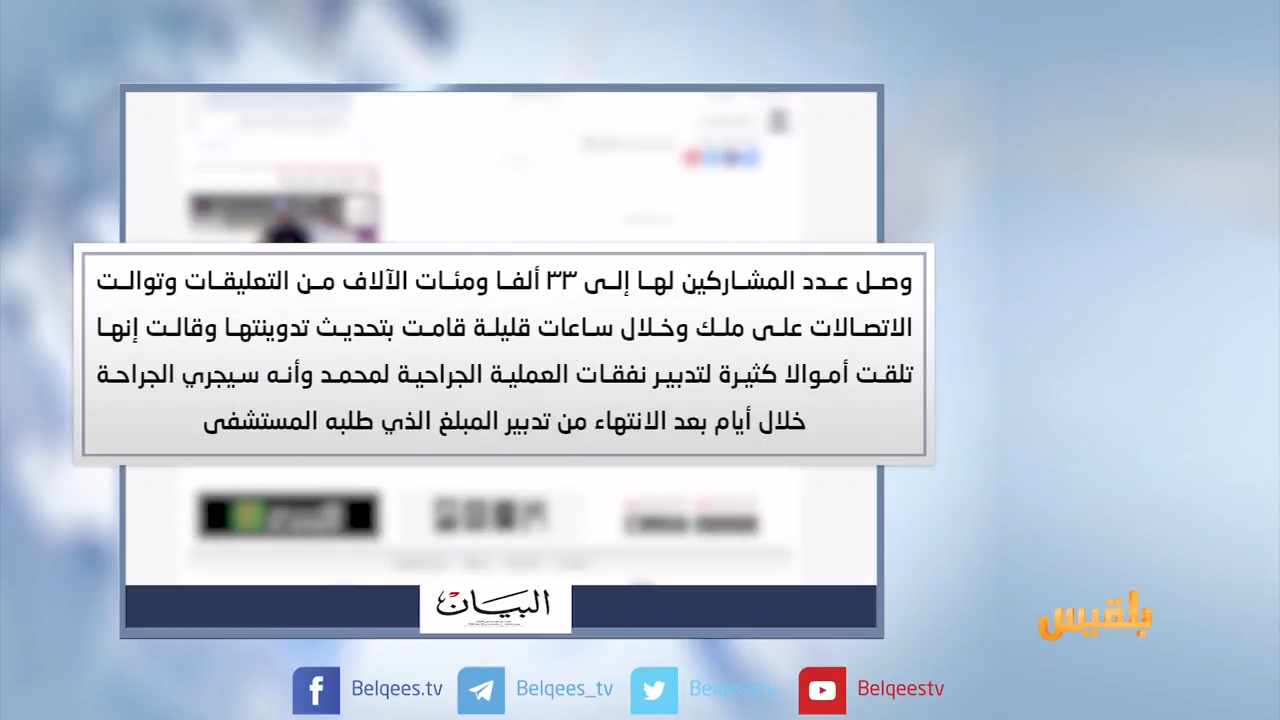 وصل عدد المشاركين لها إلى ٣٣ ألفا ومئات الآلاف من التعليقات وتوالت
الاتصالات على ملك وخلال ساعات قليلة قامت بتحديث تدوينتها وقالت إنها
تلقت أموالا كثيرة لتدبير نفقات العملية الجراحية لمحمد وأنه سيجري الجراحة
خلال أيام بعد الانتهاء من تدبير المبلغ الذي طلبه المستشفى
البيان
بلقيس
Belqees.tv
Belqees_tv
Belqeestv
Belqeestv